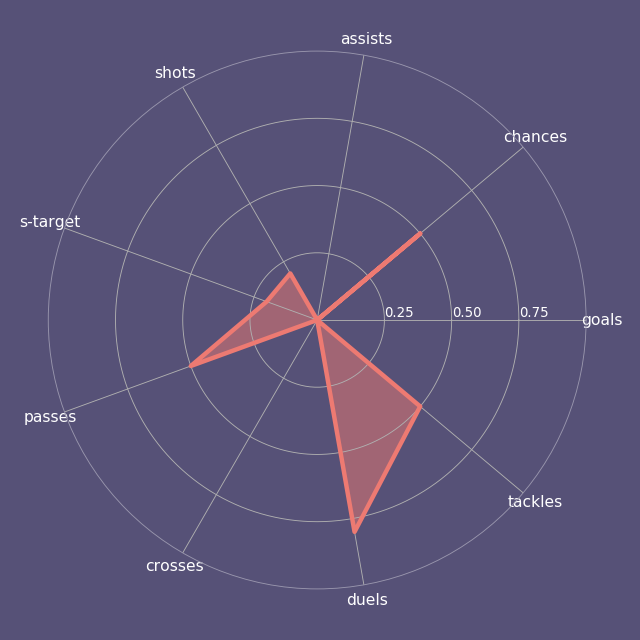 assists
shots
chances
s-target
0.25
0.50
0.75
goals
passes
tackles
crosses
duels